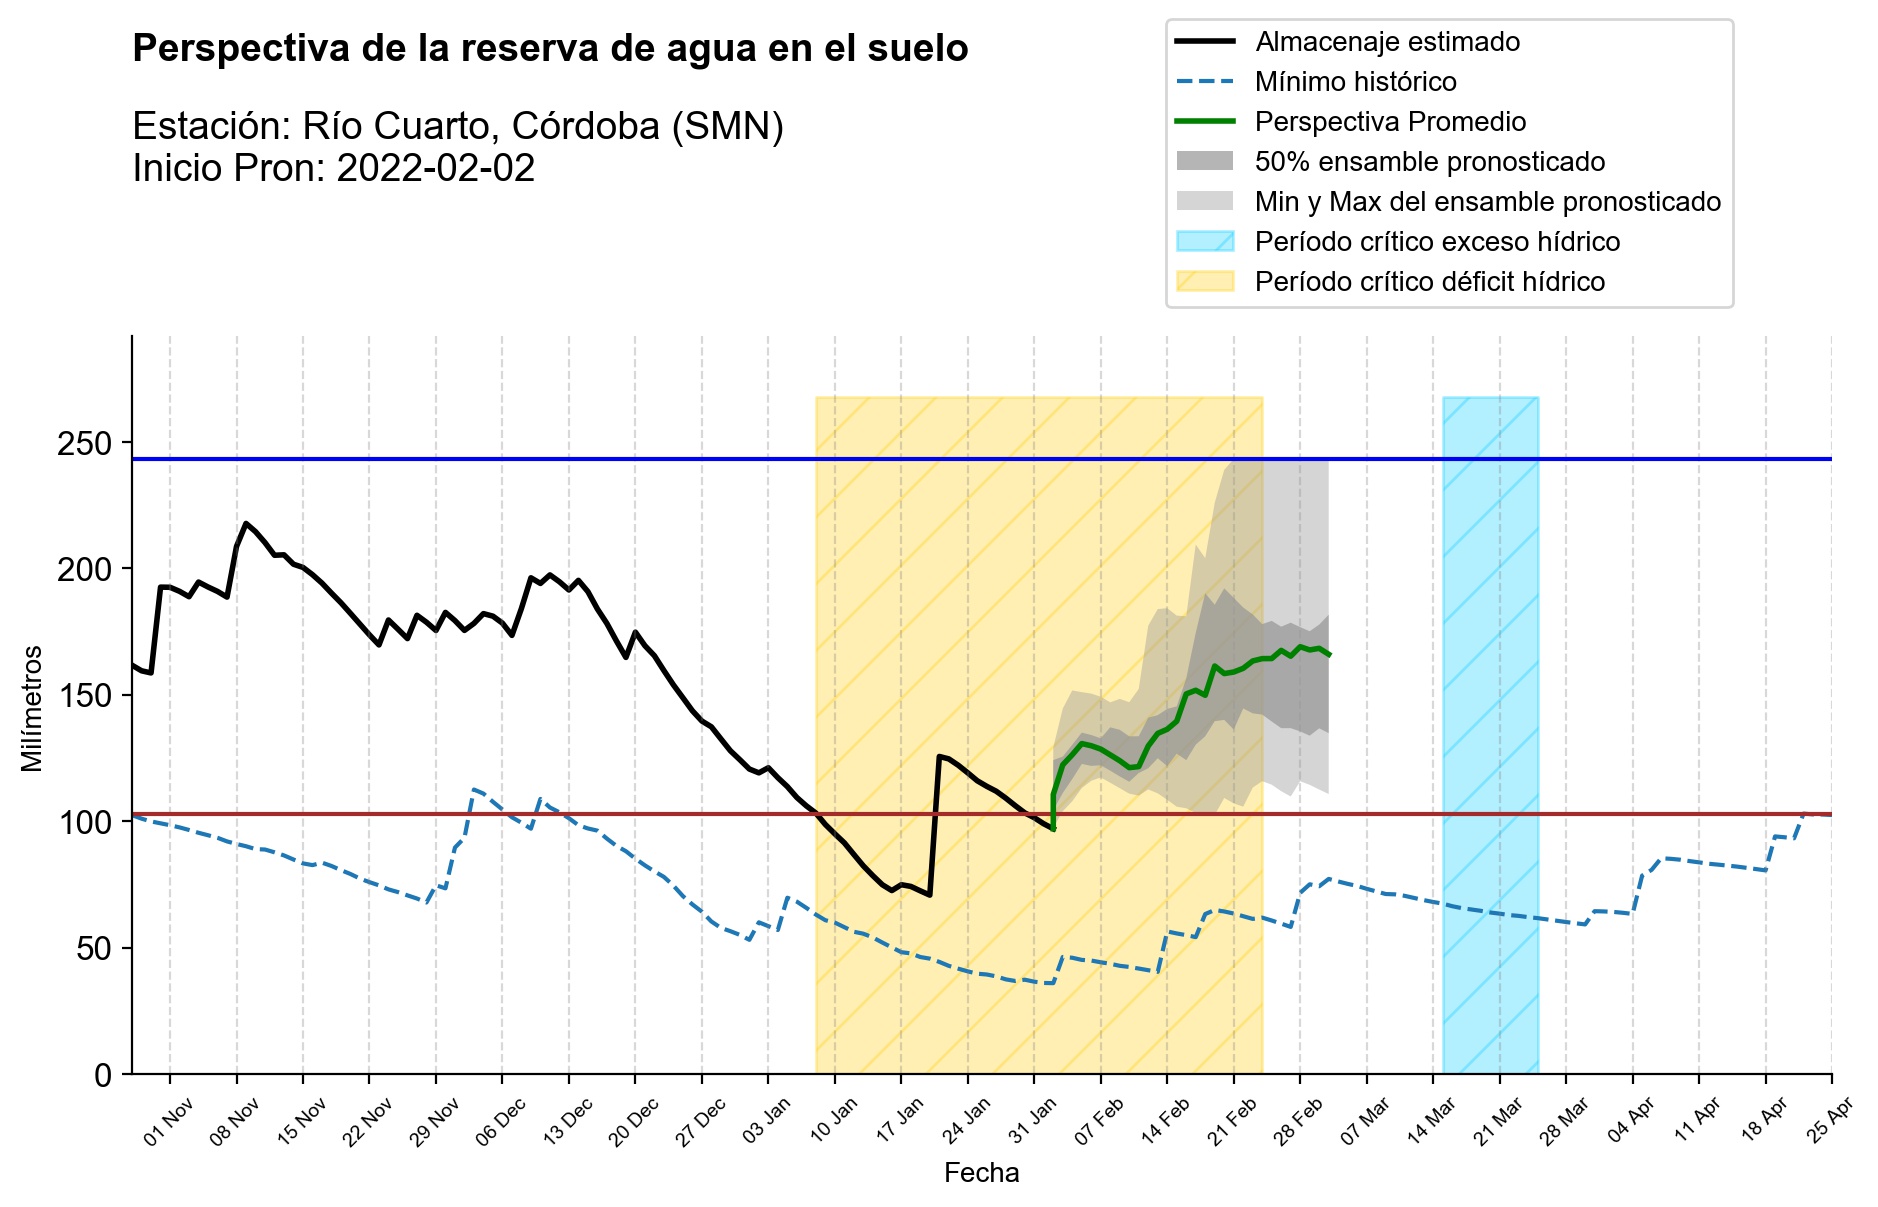 Perspectiva de la reserva de agua en el suelo
Estación: Río Cuarto, Córdoba (SMN)
Inicio Pron: 2022-02-02
Almacenaje estimado
Mínimo histórico
Perspectiva Promedio
50% ensamble pronosticado
Min y Max del ensamble pronosticado
Período crítico exceso hídrico
Período crítico déficit hídrico
Milímetros
250
200
150
100
50
0
01 Nov
08 Nov
15 Nov
22 Nov
29 Nov
06 Dec
13 Dec
20 Dec
27 Dec
03 Jan
10 Jan
17 Jan
24 Jan
31 Jan
07 Feb
14 Feb
21 Feb
28 Feb
07 Mar
14 Mar
21 Mar
28 Mar
04 Apr
11 Apr
18 Apr
25 Apr
Fecha